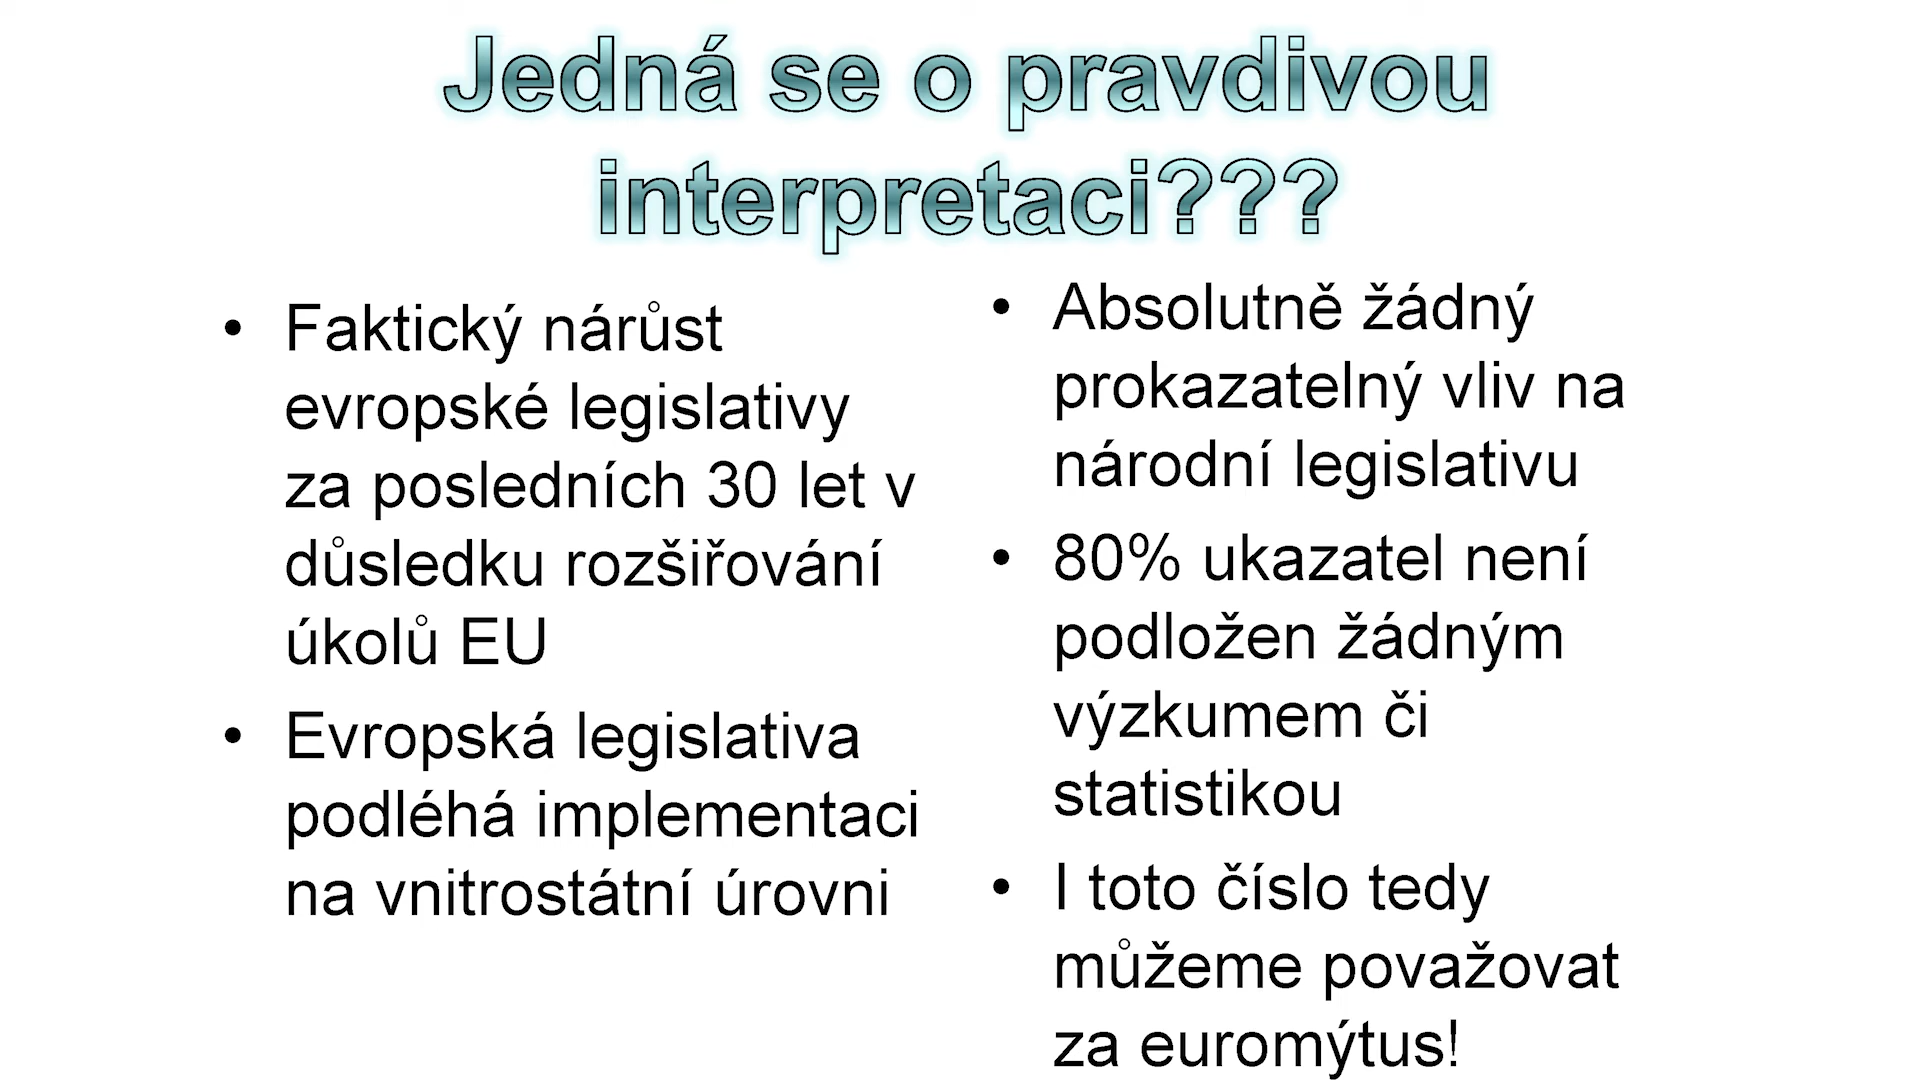 Jedná se o pravdivou
interpretaci???
• Faktický nárůst
evropské legislativy
za posledních 30 let v
důsledku rozšiřování
úkolů EU
• Evropská legislativa
podléhá implementaci
na vnitrostátní úrovni
• Absolutně žádný
prokazatelný vliv na
národní legislativu
• 80% ukazatel není
podložen žádným
výzkumem či
statistikou
• I toto číslo tedy
můžeme považovat
za euromýtus!